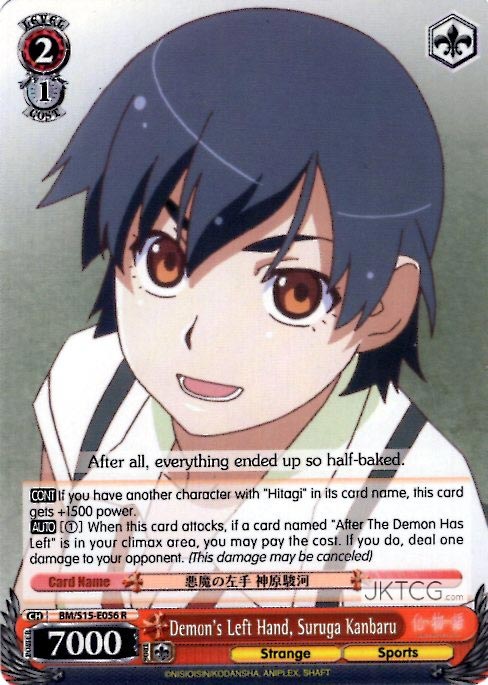 LEVEL
2
1
COST
After all, everything ended up so half-baked.
CONT If you have another character with "Hitagi" in its card name, this card
gets +1500 power.
AUTO [①] When this card attacks, if a card named "After The Demon Has
Left" is in your climax area, you may pay the cost. If you do, deal one
damage to your opponent. (This damage may be canceled)
Card Name 悪魔の左手 神原駿河
JKTCG.com
CH BM/S15-E056 R
POWER 7000 SOUL
Demon's Left Hand, Suruga Kanbaru
Strange Sports
©NISIOISIN/KODANSHA, ANIPLEX, SHAFT